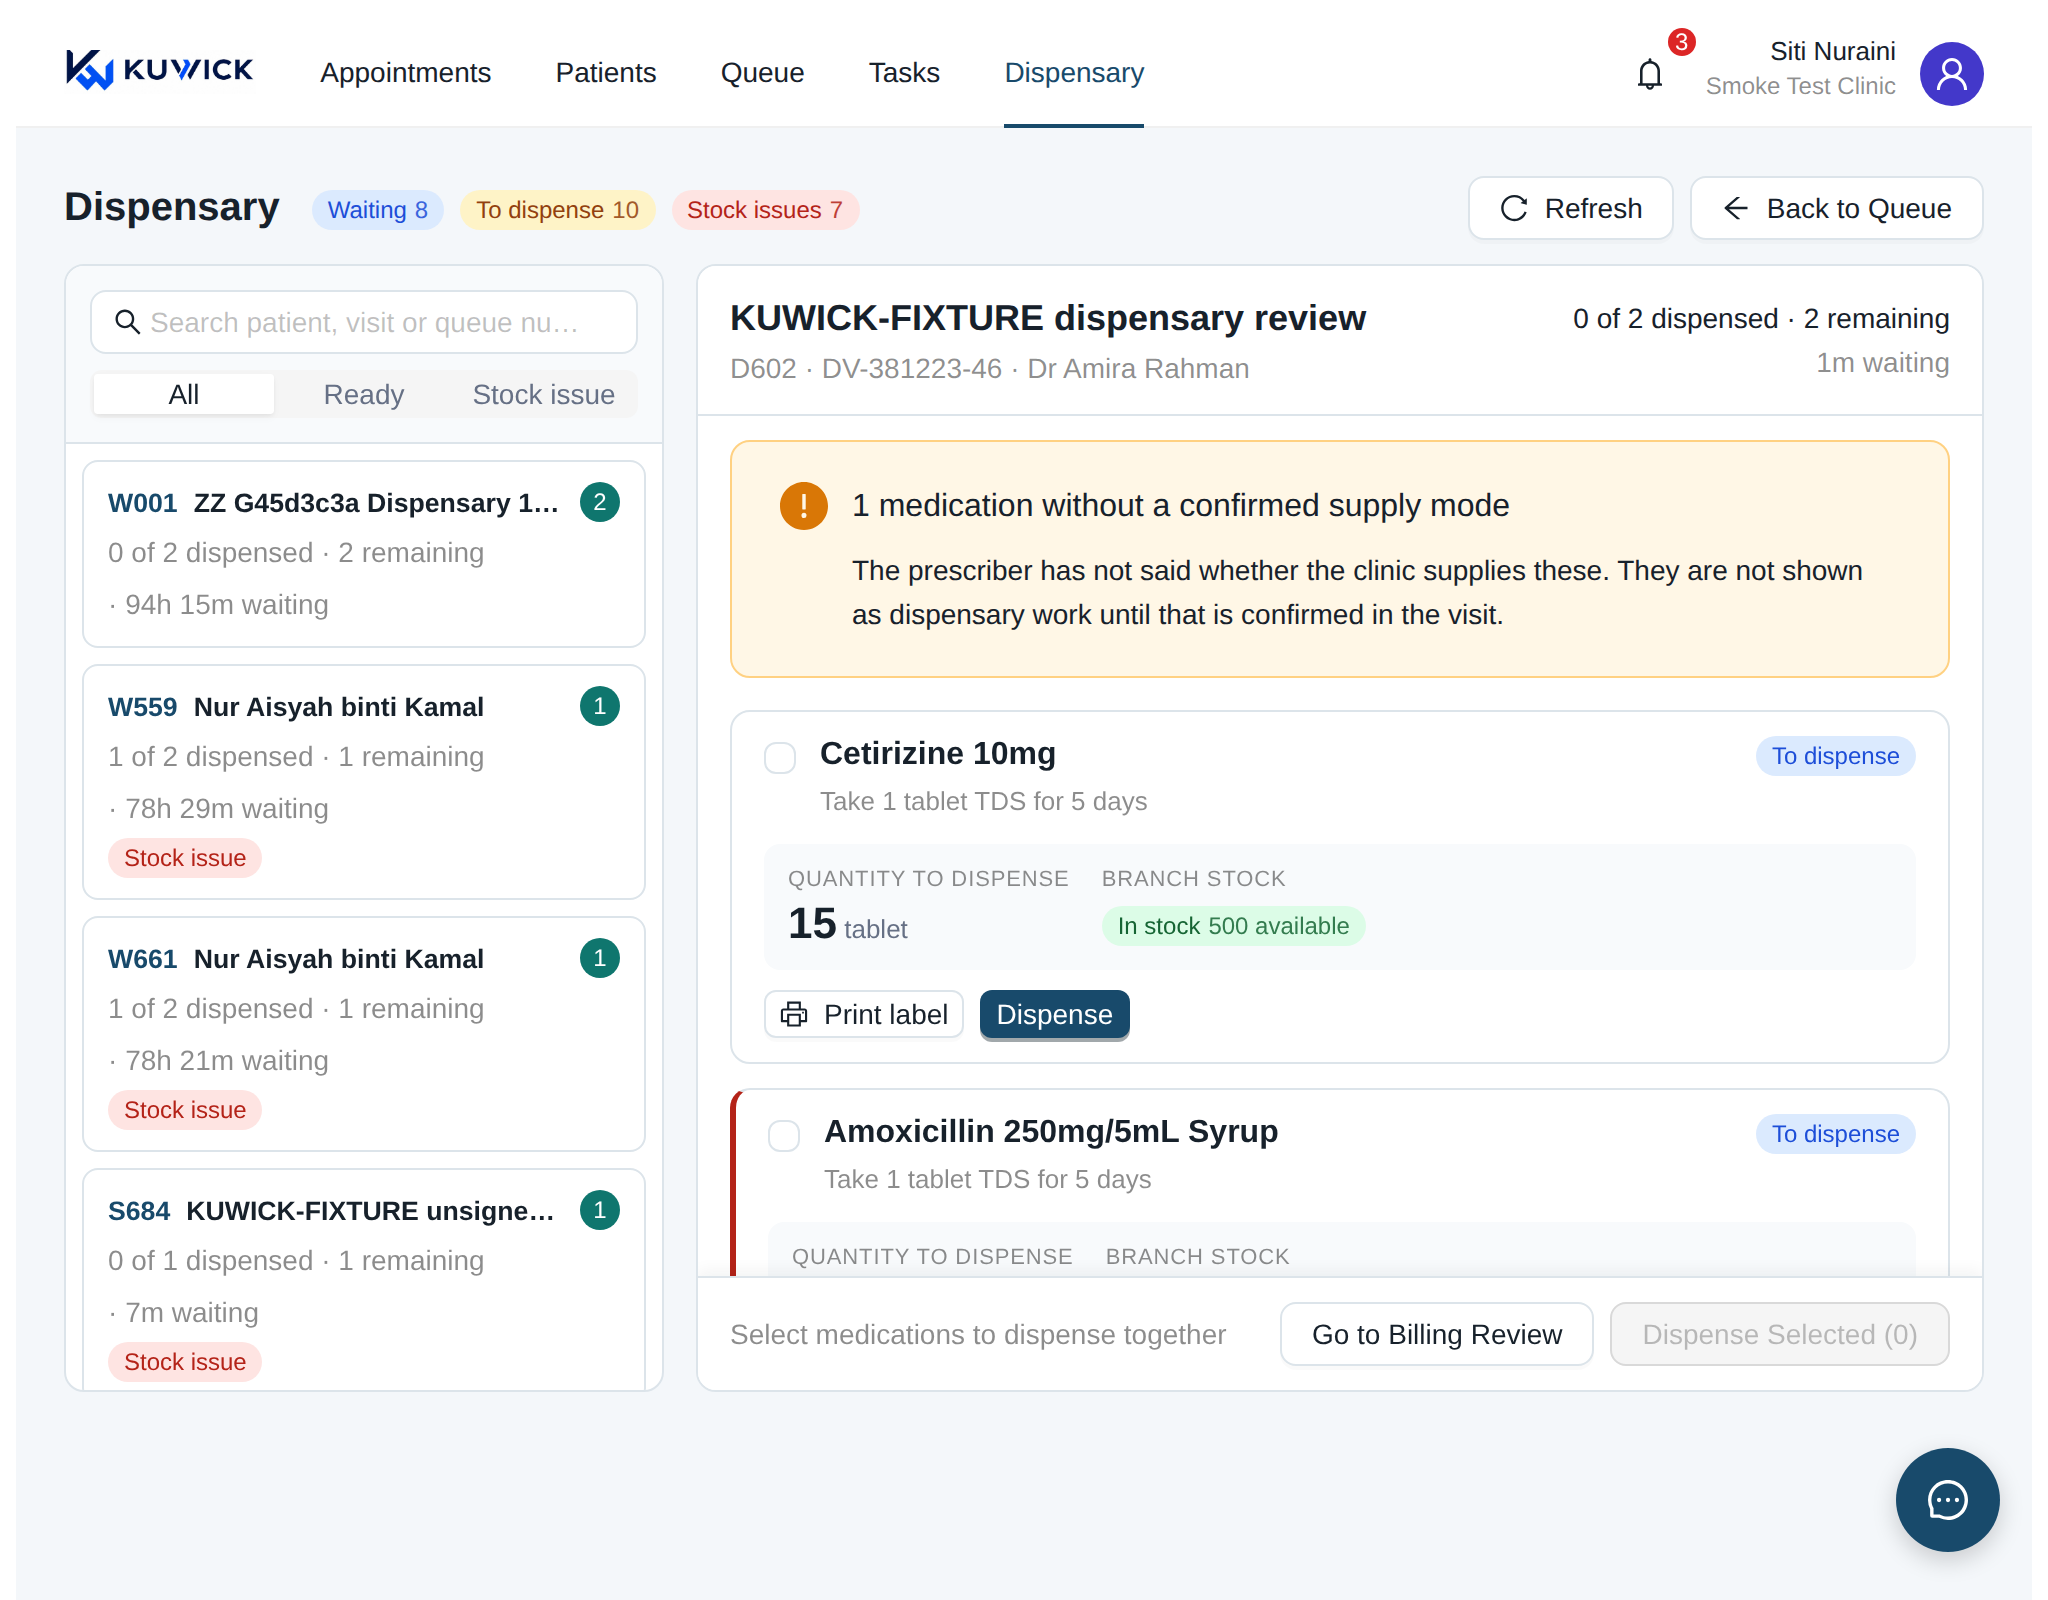 KUWICK
Appointments
Patients
Queue
Tasks
Dispensary
3
Siti Nuraini
Smoke Test Clinic
Dispensary
Waiting 8
To dispense 10
Stock issues 7
Refresh
Back to Queue
Search patient, visit or queue nu…
All
Ready
Stock issue
W001 ZZ G45d3c3a Dispensary 1…
2
0 of 2 dispensed · 2 remaining
· 94h 15m waiting
W559 Nur Aisyah binti Kamal
1
1 of 2 dispensed · 1 remaining
· 78h 29m waiting
Stock issue
W661 Nur Aisyah binti Kamal
1
1 of 2 dispensed · 1 remaining
· 78h 21m waiting
Stock issue
S684 KUWICK-FIXTURE unsigne…
1
0 of 1 dispensed · 1 remaining
· 7m waiting
Stock issue
KUWICK-FIXTURE dispensary review
0 of 2 dispensed · 2 remaining
D602 · DV-381223-46 · Dr Amira Rahman
1m waiting
1 medication without a confirmed supply mode
The prescriber has not said whether the clinic supplies these. They are not shown
as dispensary work until that is confirmed in the visit.
Cetirizine 10mg
To dispense
Take 1 tablet TDS for 5 days
QUANTITY TO DISPENSE
BRANCH STOCK
15 tablet
In stock 500 available
Print label
Dispense
Amoxicillin 250mg/5mL Syrup
To dispense
Take 1 tablet TDS for 5 days
QUANTITY TO DISPENSE
BRANCH STOCK
Select medications to dispense together
Go to Billing Review
Dispense Selected (0)